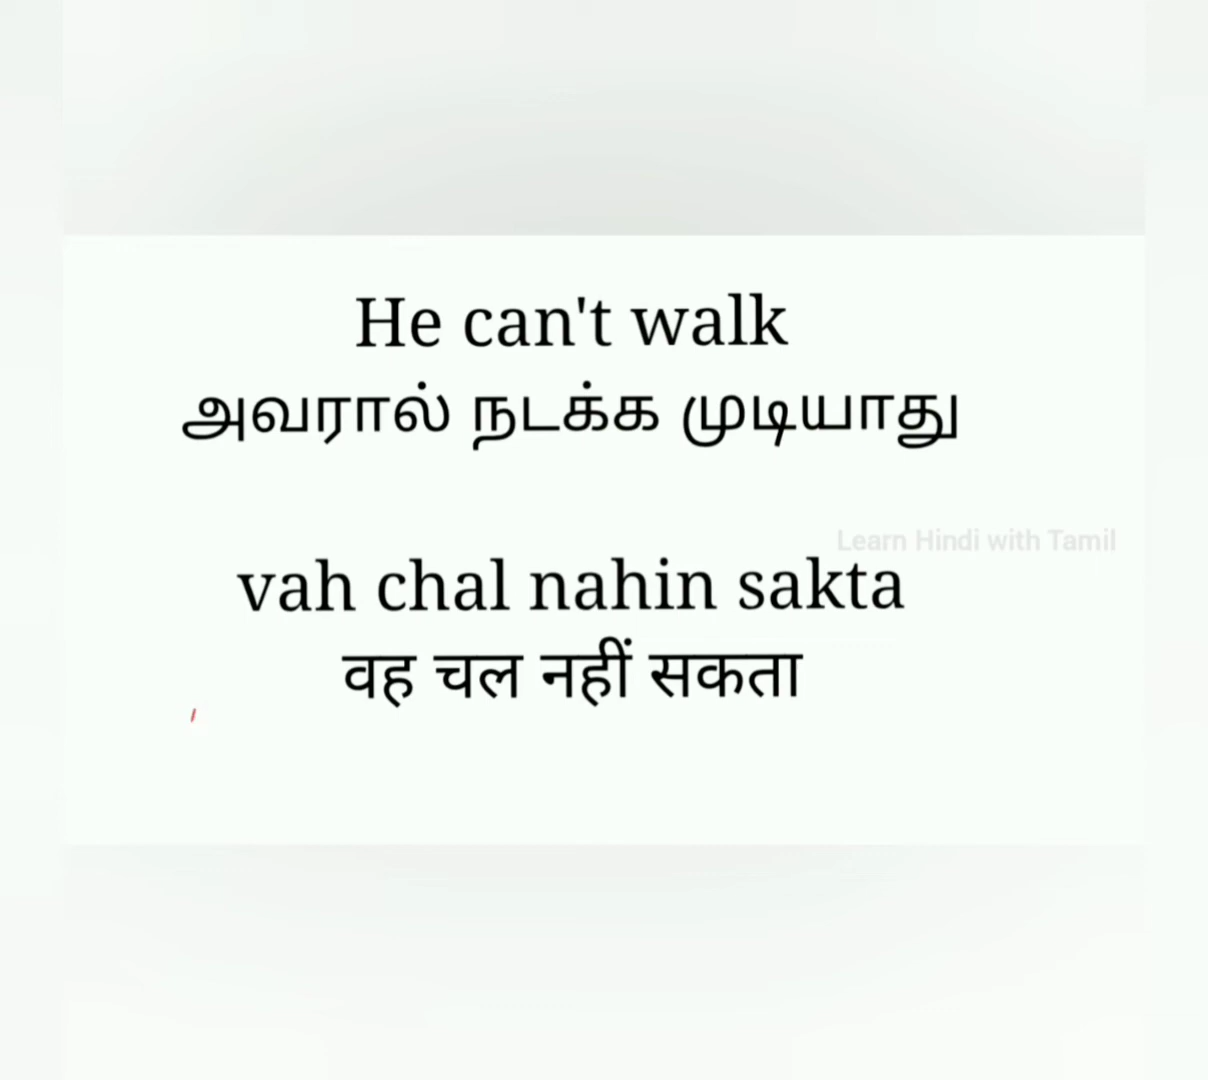 He can't walk
அவரால் நடக்க முடியாது
Learn Hindi with Tamil
vah chal nahin sakta
वह चल नहीं सकता